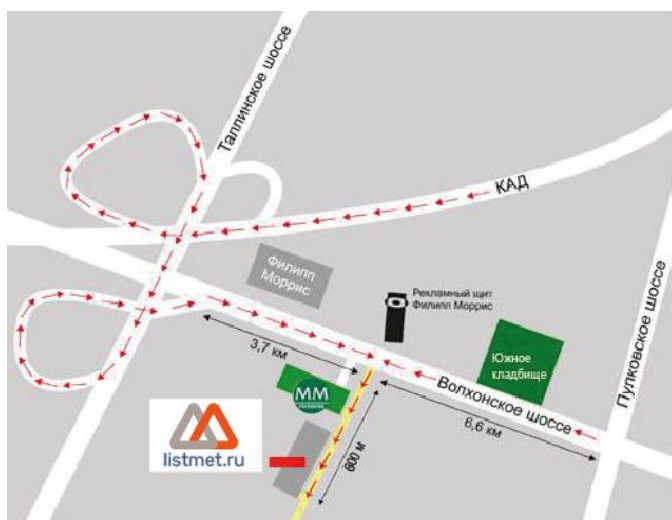 Таллинское шоссе
КАД
Филипп
Моррис
Рекламный щит
Филипп Моррис
Пулковское шоссе
Южное
кладбище
3,7 км
Волхонское шоссе
ММ
6,6 км
600 м
listmet.ru